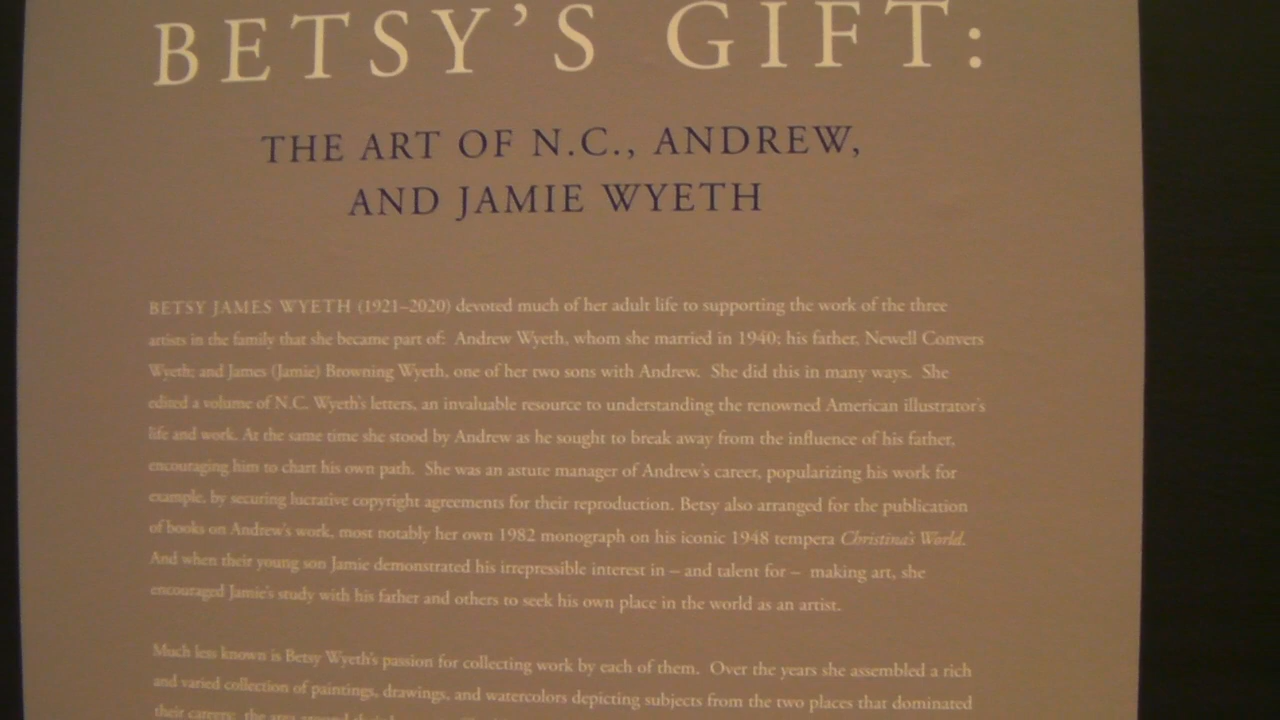 BETSY'S GIFT:
THE ART OF N.C., ANDREW,
AND JAMIE WYETH
BETSY JAMES WYETH (1921–2020) devoted much of her adult life to supporting the work of the three
artists in the family that she became part of:  Andrew Wyeth, whom she married in 1940; his father, Newell Convers
Wyeth; and James (Jamie) Browning Wyeth, one of her two sons with Andrew.  She did this in many ways.  She
edited a volume of N.C. Wyeth's letters, an invaluable resource to understanding the renowned American illustrator's
life and work. At the same time she stood by Andrew as he sought to break away from the influence of his father,
encouraging him to chart his own path.  She was an astute manager of Andrew's career, popularizing his work for
example, by securing lucrative copyright agreements for their reproduction. Betsy also arranged for the publication
of books on Andrew's work, most notably her own 1982 monograph on his iconic 1948 tempera Christina's World.
And when their young son Jamie demonstrated his irrepressible interest in – and talent for –  making art, she
encouraged Jamie's study with his father and others to seek his own place in the world as an artist.
Much less known is Betsy Wyeth's passion for collecting work by each of them.  Over the years she assembled a rich
and varied collection of paintings, drawings, and watercolors depicting subjects from the two places that dominated
their careers: the area around their